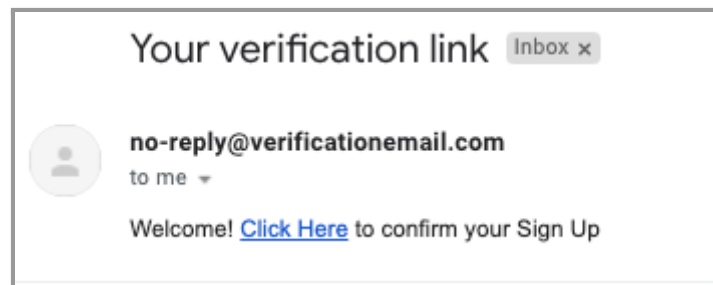 Your verification link Inbox x
no-reply@verificationemail.com
to me
Welcome! Click Here to confirm your Sign Up